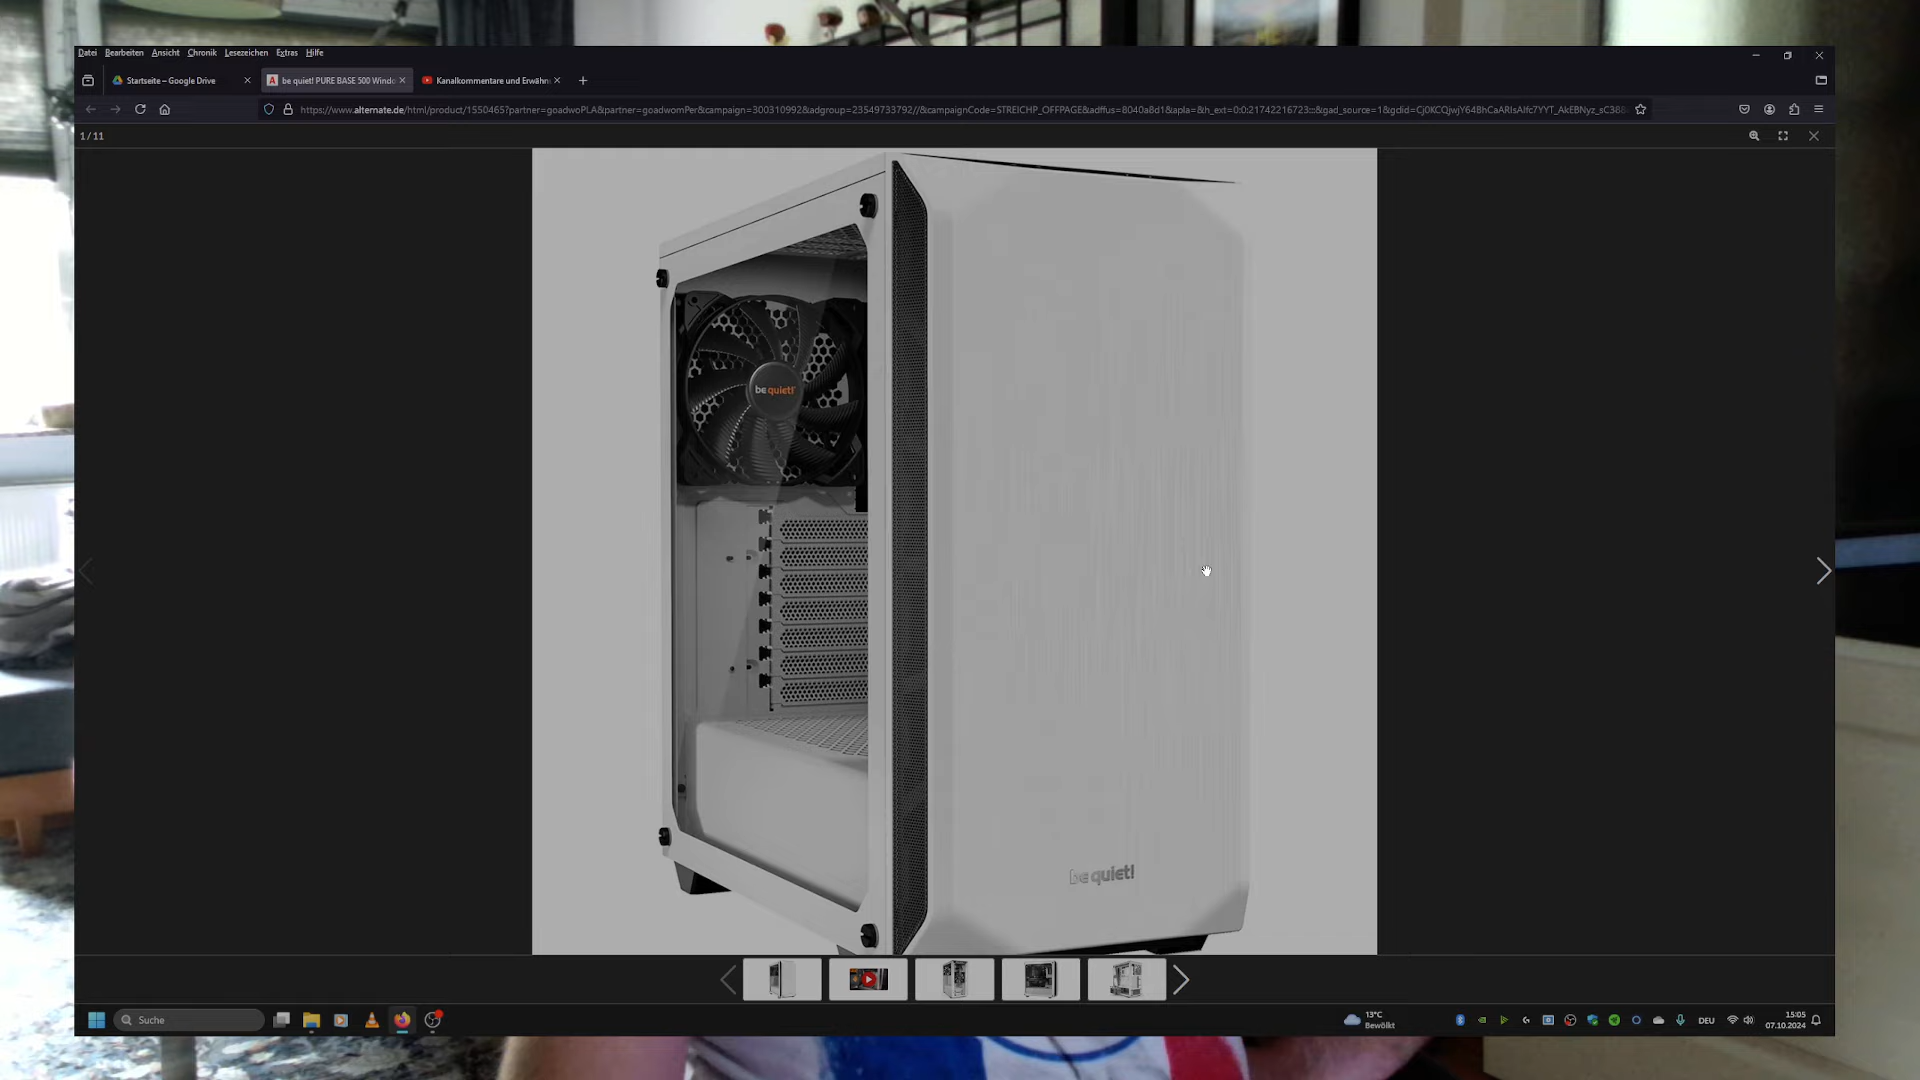 Datei Bearbeiten Ansicht Chronik Lesezeichen Extras Hilfe
Startseite – Google Drive
be quiet! PURE BASE 500 Windo
Kanalkommentare und Erwähn
1 / 11
be quiet!
be quiet!
Suche
13°C
Bewölkt
DEU
15:05
07.10.2024